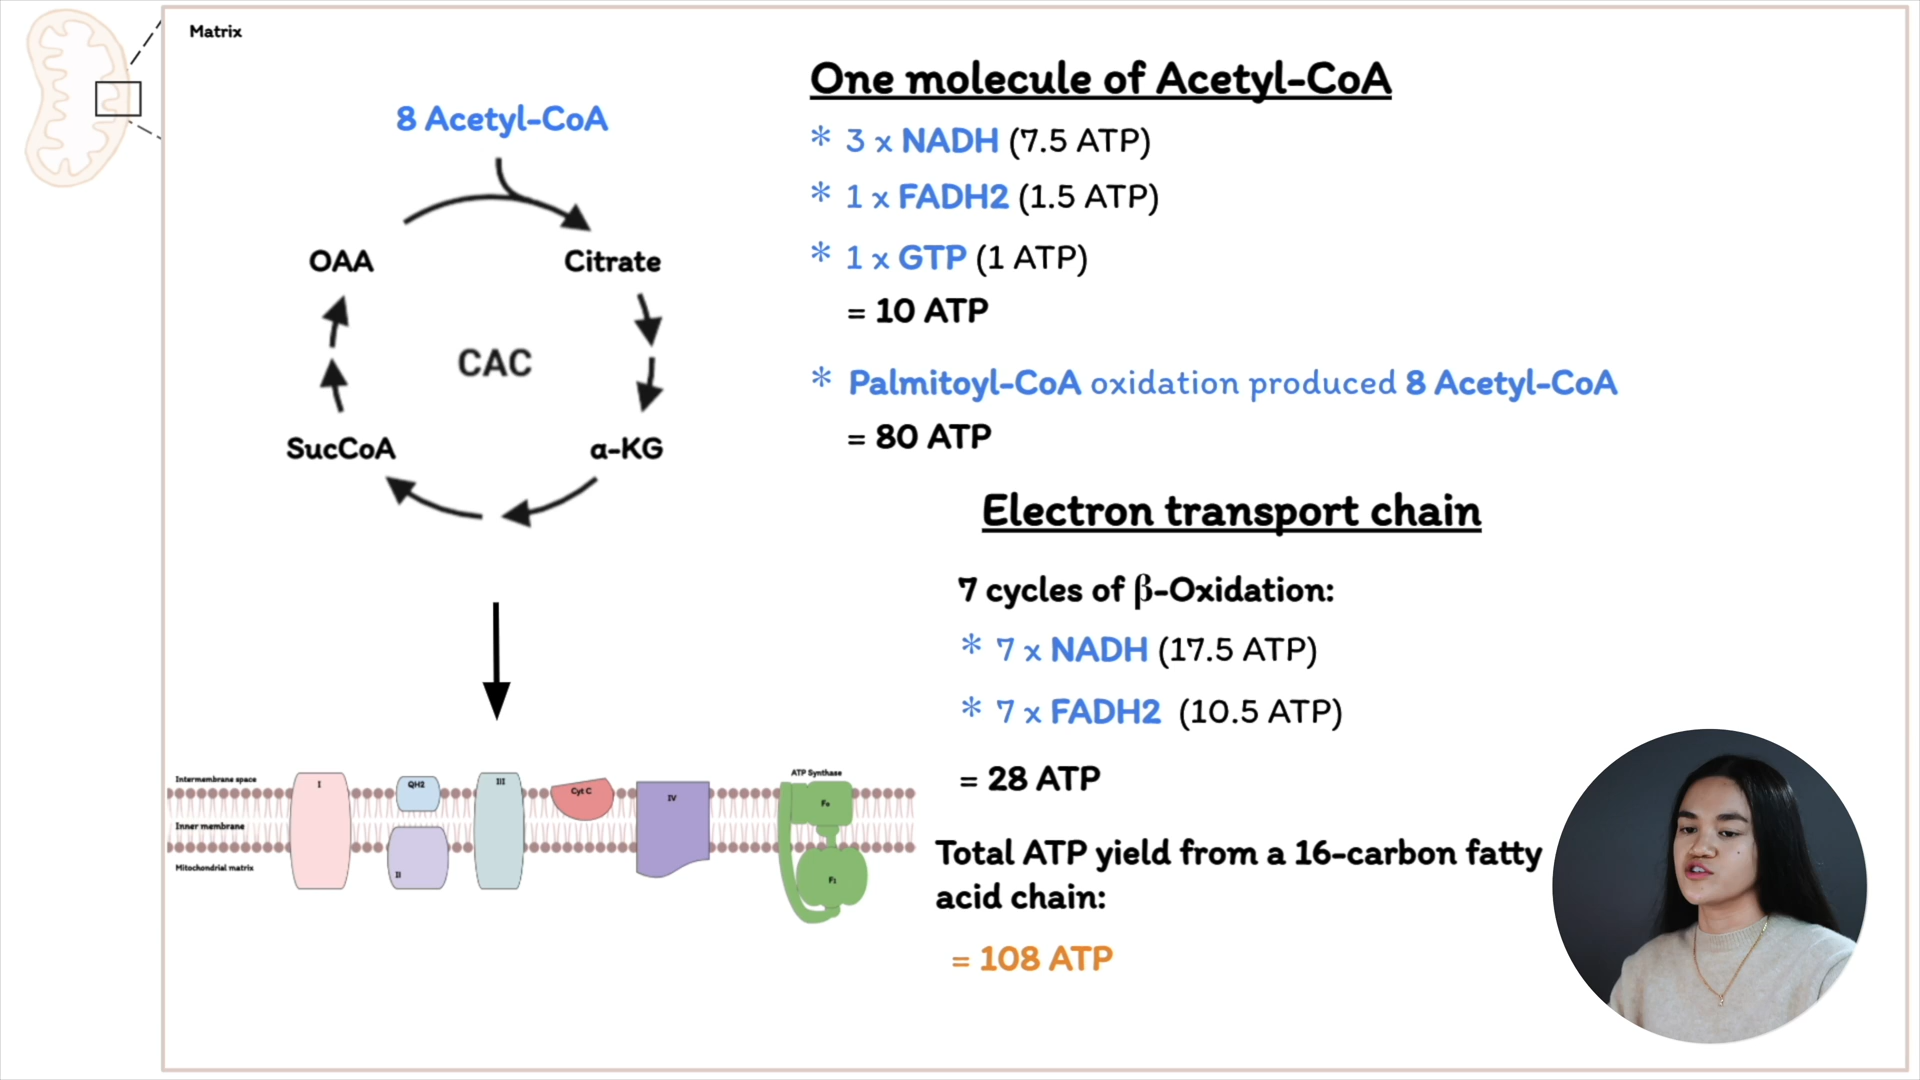 Matrix
8 Acetyl-CoA
OAA
Citrate
CAC
SucCoA
α-KG
One molecule of Acetyl-CoA
* 3 x NADH (7.5 ATP)
* 1 x FADH2 (1.5 ATP)
* 1 x GTP (1 ATP)
= 10 ATP
* Palmitoyl-CoA oxidation produced 8 Acetyl-CoA
= 80 ATP
Electron transport chain
7 cycles of β-Oxidation:
* 7 x NADH (17.5 ATP)
* 7 x FADH2 (10.5 ATP)
= 28 ATP
Total ATP yield from a 16-carbon fatty
acid chain:
= 108 ATP
Intermembrane space
Inner membrane
Mitochondrial matrix
I
QH2
II
III
Cyt C
IV
ATP Synthase
F₀
F₁